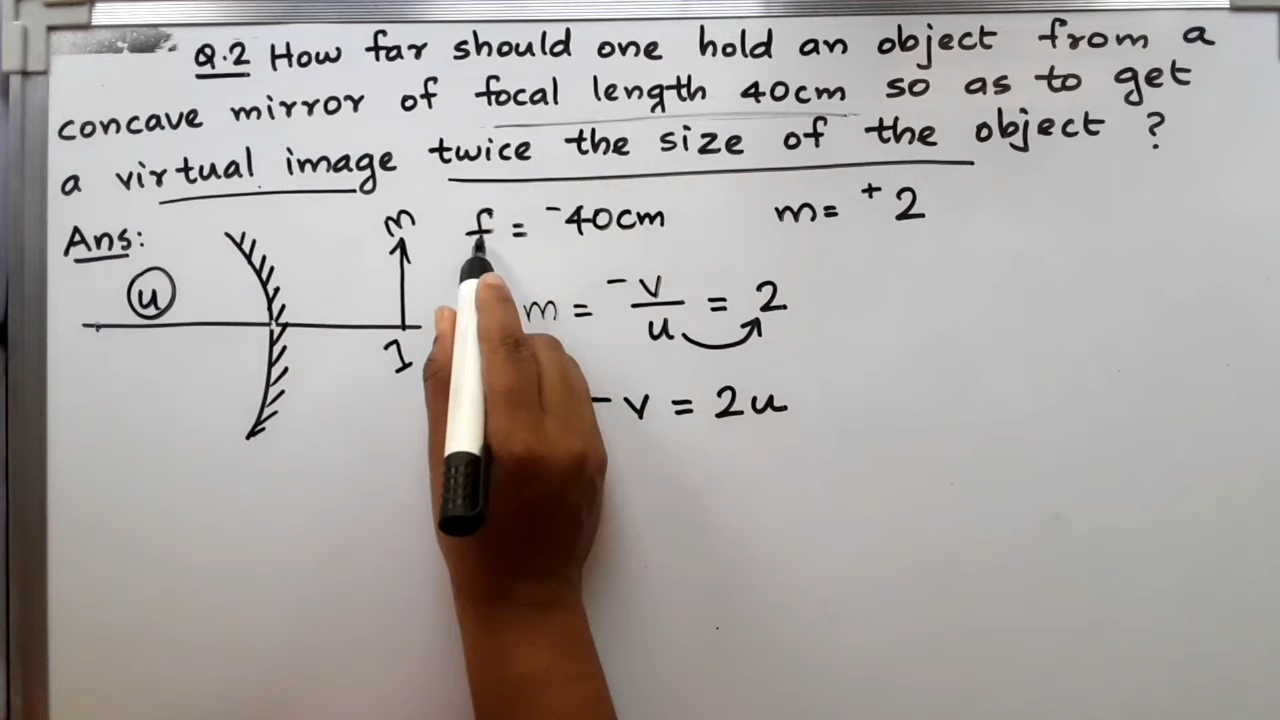 Q.2 How far should one hold an object from a
concave mirror of focal length 40cm so as to get
a virtual image twice the size of the object ?
Ans:
f = -40cm
m = +2
m
u
I
m = -v/u = 2
-v = 2u